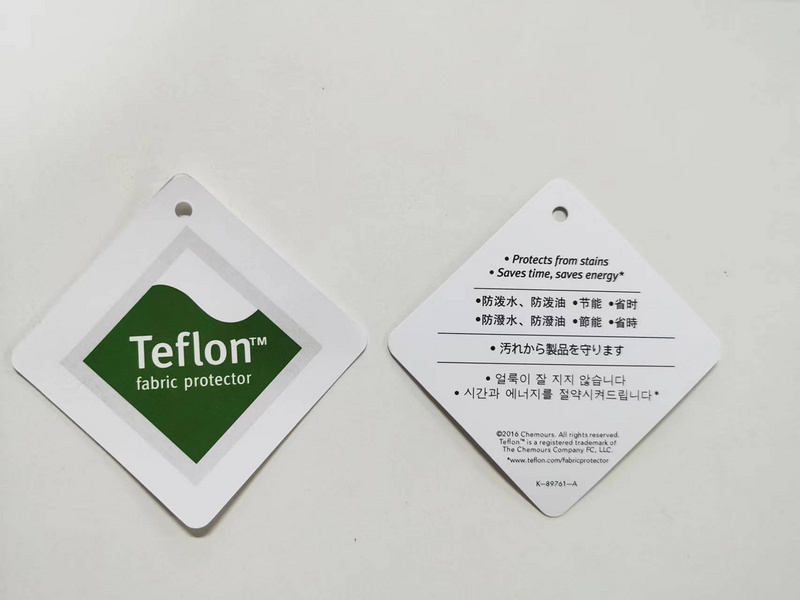 Teflon™
fabric protector
• Protects from stains
• Saves time, saves energy*
•防泼水、防泼油 •节能 •省时
•防潑水、防潑油 •節能 •省時
• 汚れから製品を守ります
• 얼룩이 잘 지지 않습니다
• 시간과 에너지를 절약시켜드립니다*
©2016 Chemours. All rights reserved.
Teflon™ is a registered trademark of
The Chemours Company FC, LLC.
*www.teflon.com/fabricprotector
K—89761—A